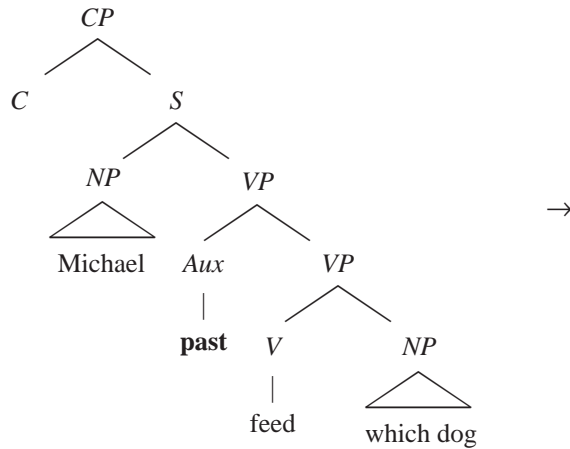 CP
C S
NP VP →
Michael Aux VP
past V NP
feed which dog